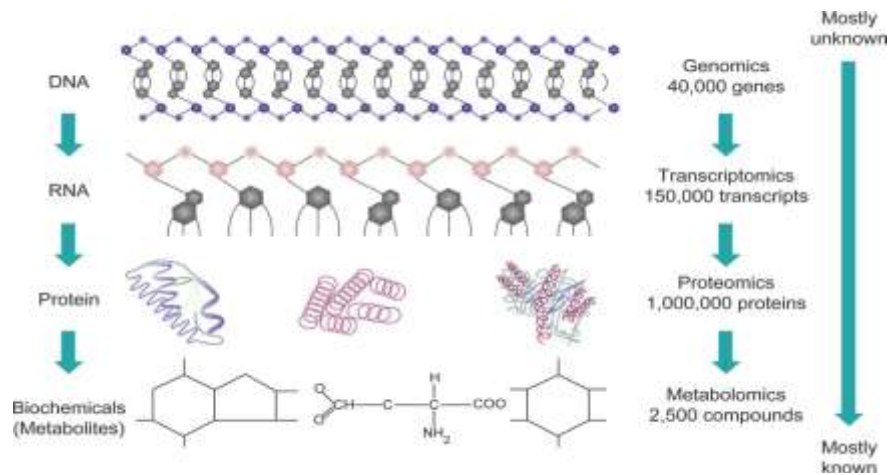 Mostly
unknown
DNA
Genomics
40,000 genes
RNA
Transcriptomics
150,000 transcripts
Protein
Proteomics
1,000,000 proteins
Biochemicals
(Metabolites)
O
O
CH
C
H
C
COO
NH2
Metabolomics
2,500 compounds
Mostly
known